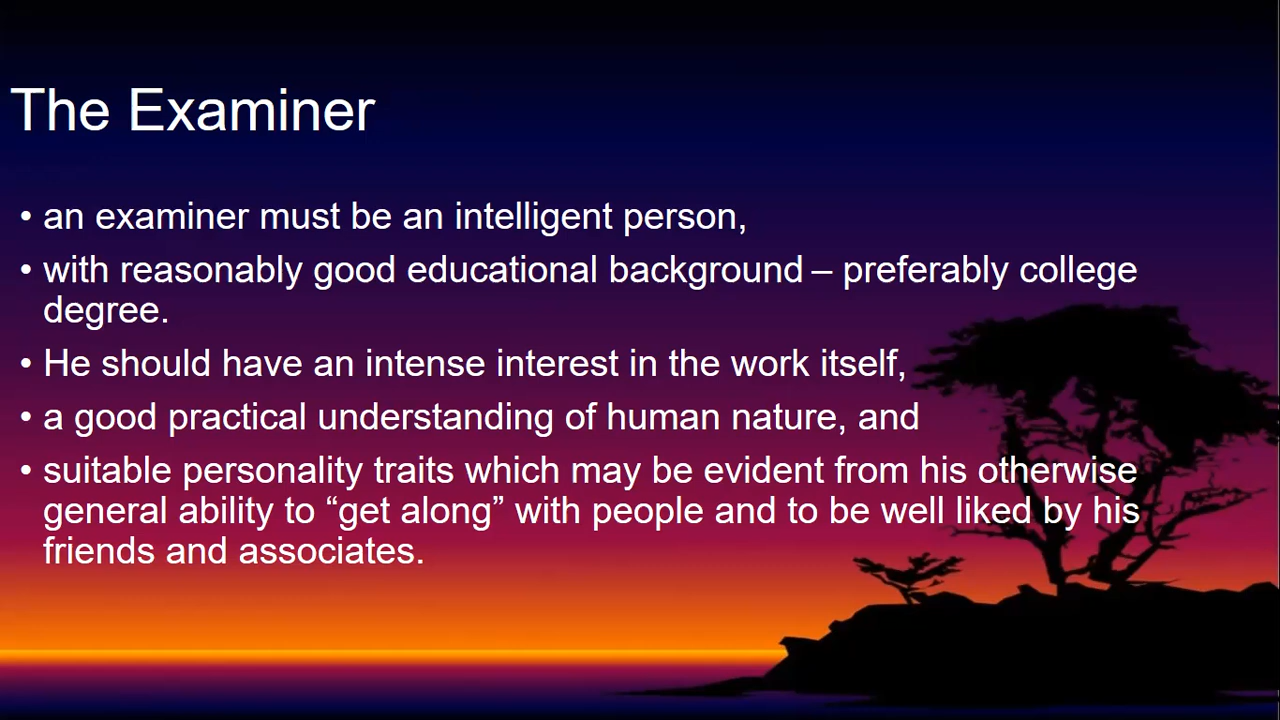 The Examiner
• an examiner must be an intelligent person,
• with reasonably good educational background – preferably college
degree.
• He should have an intense interest in the work itself,
• a good practical understanding of human nature, and
• suitable personality traits which may be evident from his otherwise
general ability to “get along” with people and to be well liked by his
friends and associates.